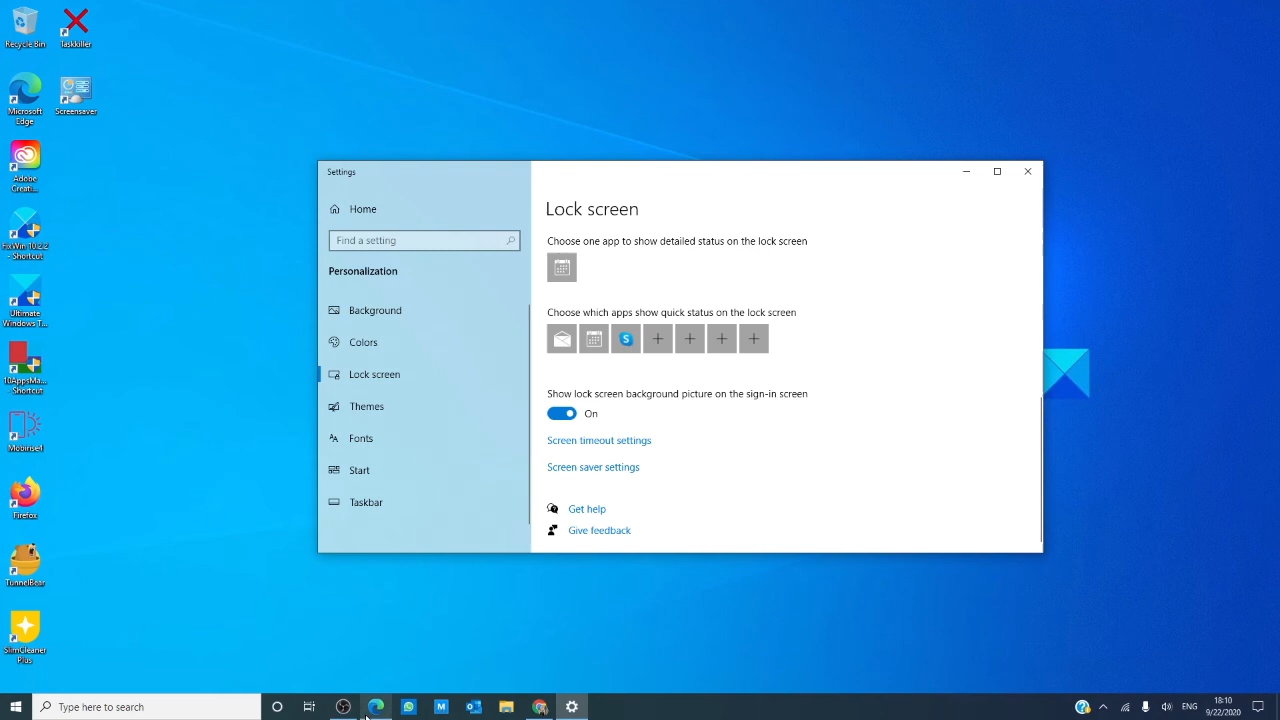 Recycle Bin
Taskkiller
Microsoft
Edge
Screensaver
Adobe
Creati...
FixWin 10.2.2
- Shortcut
Ultimate
Windows T...
10AppsMa...
- Shortcut
Mobirise4
Firefox
TunnelBear
SlimCleaner
Plus
Settings
Home
Find a setting
Personalization
Background
Colors
Lock screen
Themes
Fonts
Start
Taskbar
Lock screen
Choose one app to show detailed status on the lock screen
Choose which apps show quick status on the lock screen
Show lock screen background picture on the sign-in screen
On
Screen timeout settings
Screen saver settings
Get help
Give feedback
Type here to search
ENG
18:10
9/22/2020